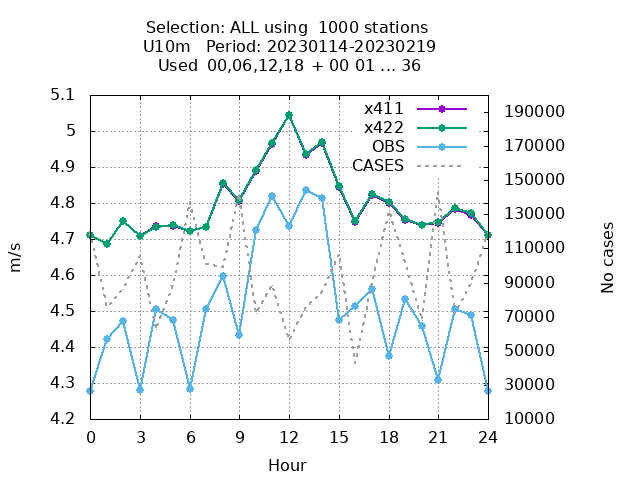 Selection: ALL using  1000 stations
U10m   Period: 20230114-20230219
Used  00,06,12,18  + 00 01 ... 36
x411
x422
OBS
CASES
5.1
5
4.9
4.8
4.7
4.6
4.5
4.4
4.3
4.2
m/s
190000
170000
150000
130000
110000
90000
70000
50000
30000
10000
No cases
0 3 6 9 12 15 18 21 24
Hour